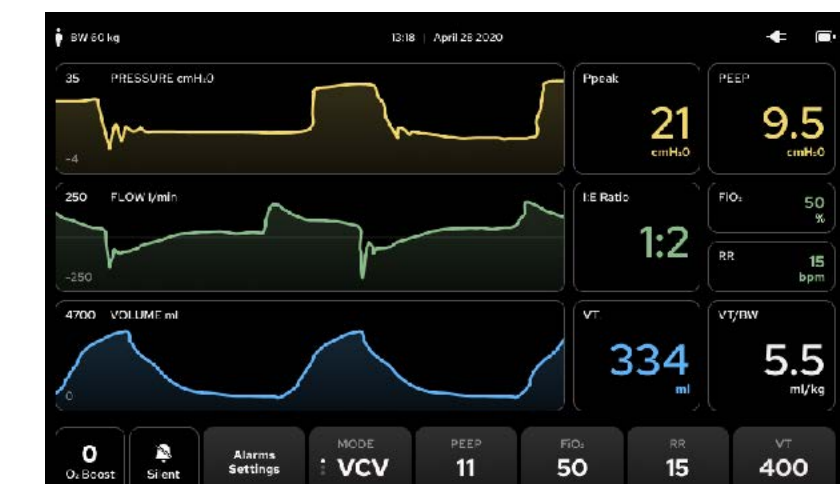 BW 60 kg
13:18 | April 28 2020
35 PRESSURE cmH₂O
-4
Ppeak
21
cmH₂O
PEEP
9.5
cmH₂O
250 FLOW l/min
-250
I:E Ratio
1:2
FiO₂
50
%
RR
15
bpm
4700 VOLUME ml
0
VT
334
ml
VT/BW
5.5
ml/kg
0
O₂ Boost
Silent
Alarms
Settings
MODE
VCV
PEEP
11
FiO₂
50
RR
15
VT
400